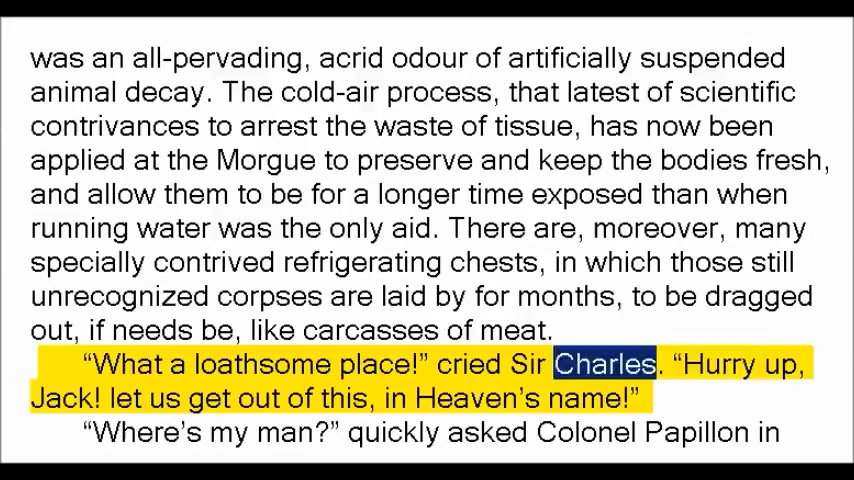 was an all-pervading, acrid odour of artificially suspended
animal decay. The cold-air process, that latest of scientific
contrivances to arrest the waste of tissue, has now been
applied at the Morgue to preserve and keep the bodies fresh,
and allow them to be for a longer time exposed than when
running water was the only aid. There are, moreover, many
specially contrived refrigerating chests, in which those still
unrecognized corpses are laid by for months, to be dragged
out, if needs be, like carcasses of meat.
“What a loathsome place!” cried Sir Charles. “Hurry up,
Jack! let us get out of this, in Heaven’s name!”
“Where’s my man?” quickly asked Colonel Papillon in